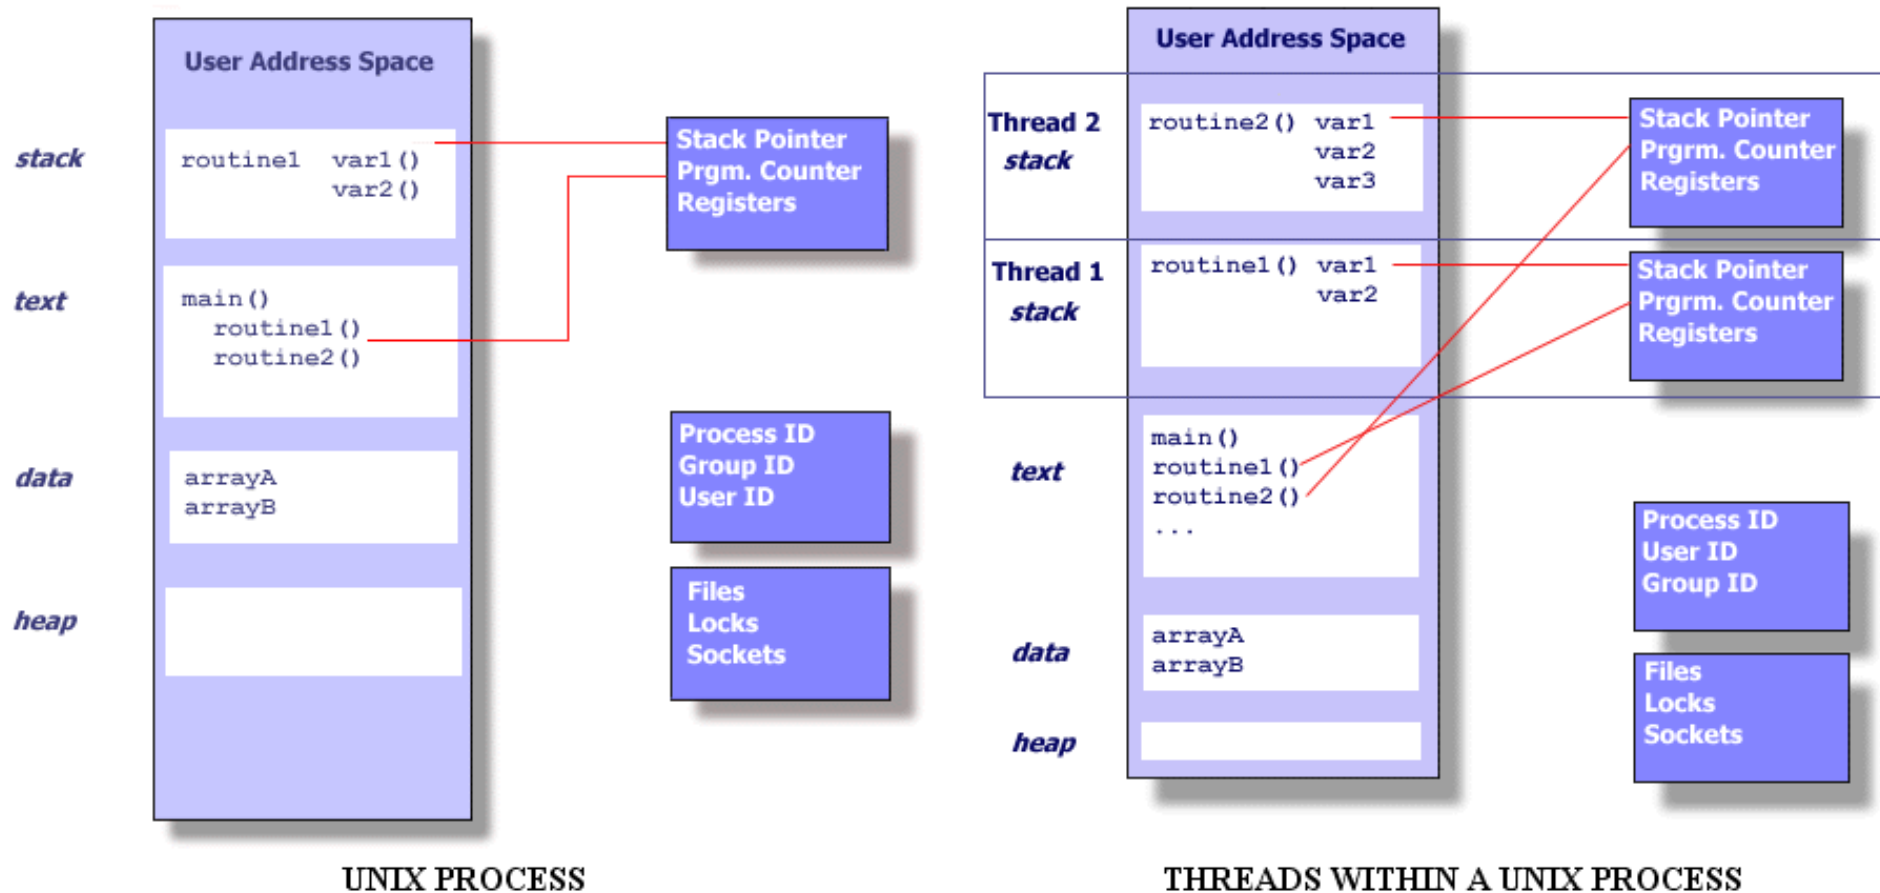 User Address Space
stack
routine1 var1()
var2()
Stack Pointer
Prgm. Counter
Registers
text
main()
routine1()
routine2()
Process ID
Group ID
User ID
data
arrayA
arrayB
Files
Locks
Sockets
heap
UNIX PROCESS
User Address Space
Thread 2
stack
routine2() var1
var2
var3
Stack Pointer
Prgrm. Counter
Registers
Thread 1
stack
routine1() var1
var2
Stack Pointer
Prgrm. Counter
Registers
text
main()
routine1()
routine2()
...
Process ID
User ID
Group ID
data
arrayA
arrayB
Files
Locks
Sockets
heap
THREADS WITHIN A UNIX PROCESS